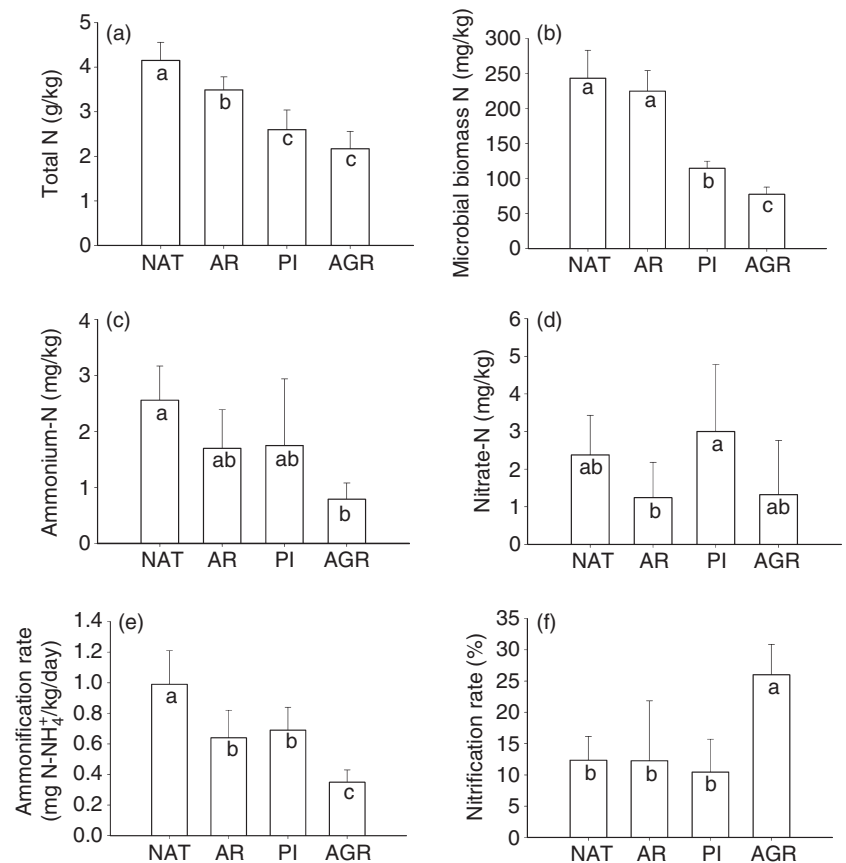 (a)
Total N (g/kg)
5
4
3
2
1
0
a
b
c
c
NAT AR PI AGR
(b)
Microbial biomass N (mg/kg)
300
250
200
150
100
50
0
a
a
b
c
NAT AR PI AGR
(c)
Ammonium-N (mg/kg)
4
3
2
1
0
a
ab
ab
b
NAT AR PI AGR
(d)
Nitrate-N (mg/kg)
6
5
4
3
2
1
0
ab
b
a
ab
NAT AR PI AGR
(e)
Ammonification rate
(mg N-NH₄⁺/kg/day)
1.4
1.2
1.0
0.8
0.6
0.4
0.2
0.0
a
b
b
c
NAT AR PI AGR
(f)
Nitrification rate (%)
35
30
25
20
15
10
5
0
b
b
b
a
NAT AR PI AGR